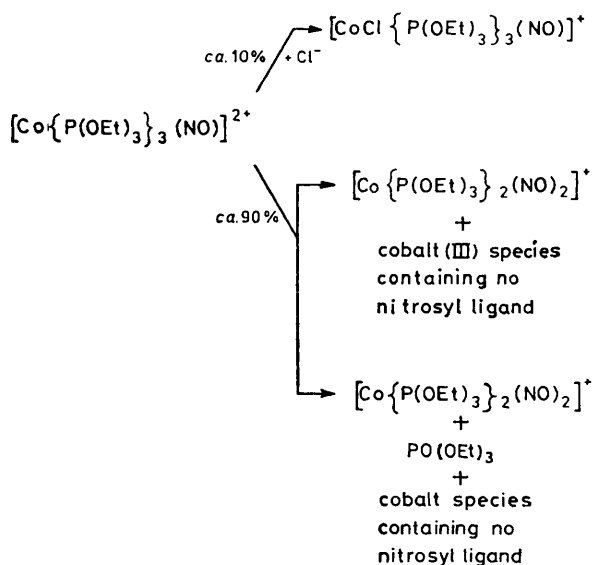 [CoCl{P(OEt)₃}₃(NO)]⁺
ca. 10%
+ Cl⁻
[Co{P(OEt)₃}₃(NO)]²⁺
ca. 90%
[Co{P(OEt)₃}₂(NO)₂]⁺
+
cobalt (III) species
containing no
nitrosyl ligand
[Co{P(OEt)₃}₂(NO)₂]⁺
+
PO(OEt)₃
+
cobalt species
containing no
nitrosyl ligand